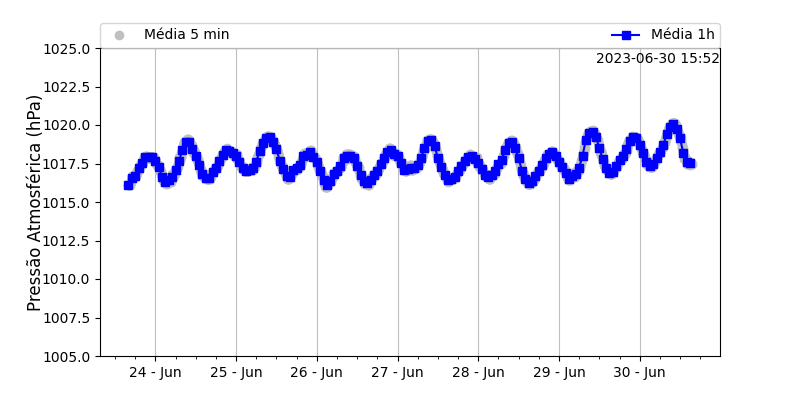 Média 5 min
Média 1h
2023-06-30 15:52
Pressão Atmosférica (hPa)
1025.0
1022.5
1020.0
1017.5
1015.0
1012.5
1010.0
1007.5
1005.0
24 - Jun
25 - Jun
26 - Jun
27 - Jun
28 - Jun
29 - Jun
30 - Jun